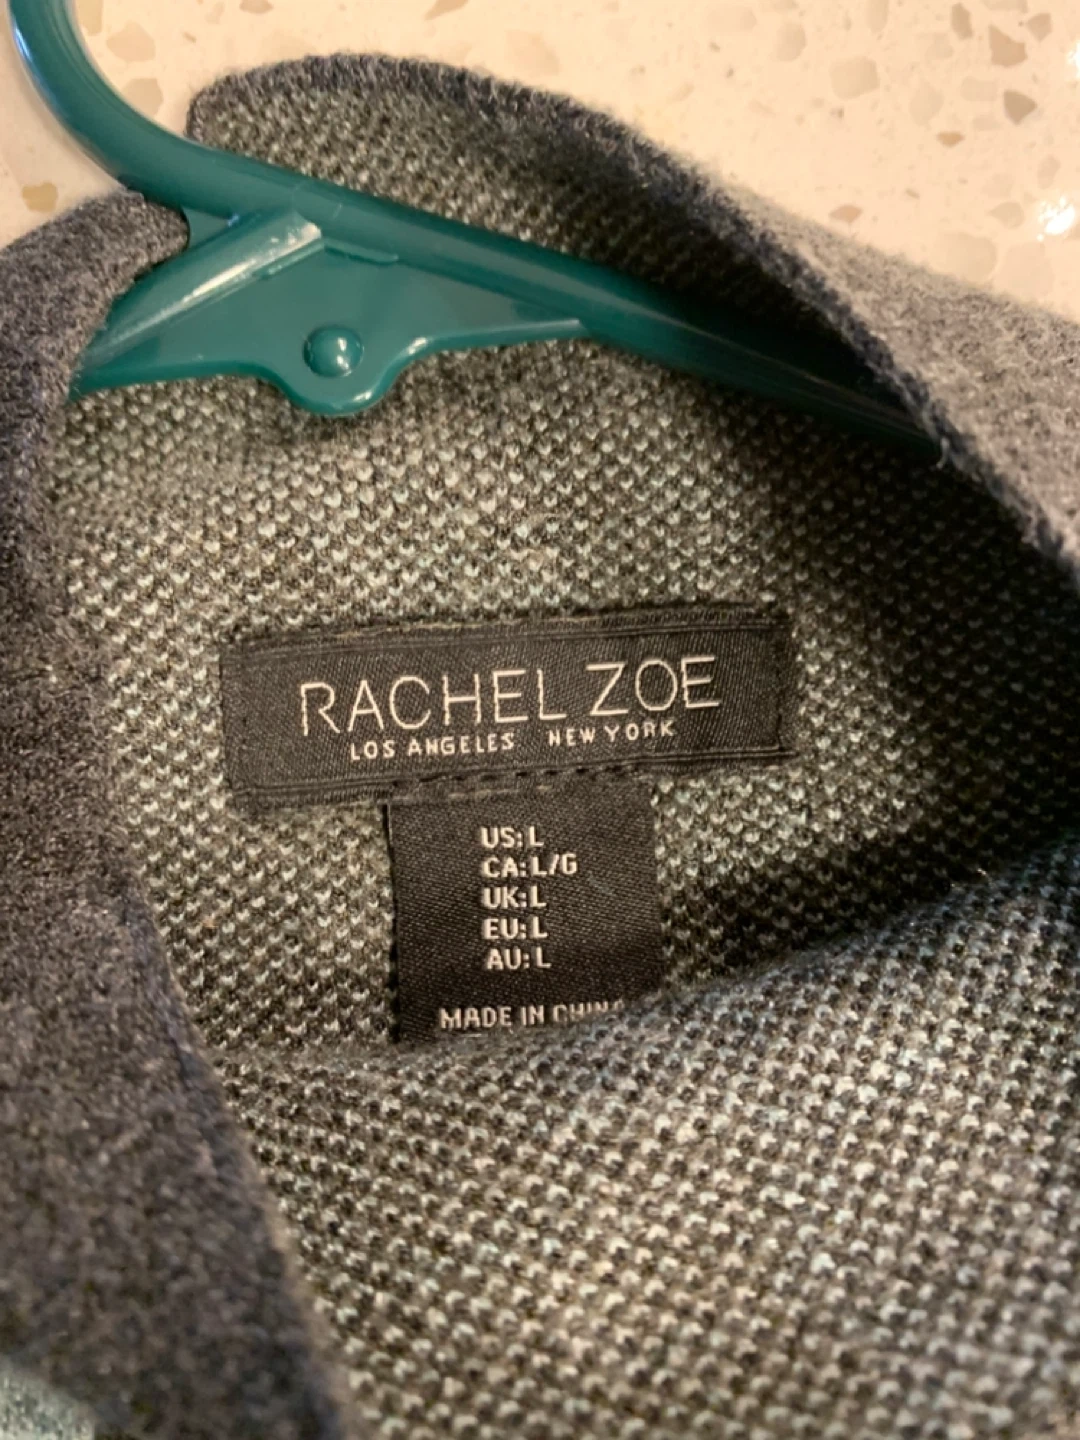 RACHEL ZOE
LOS ANGELES NEW YORK
US: L
CA: L/G
UK: L
EU: L
AU: L
MADE IN CHINA